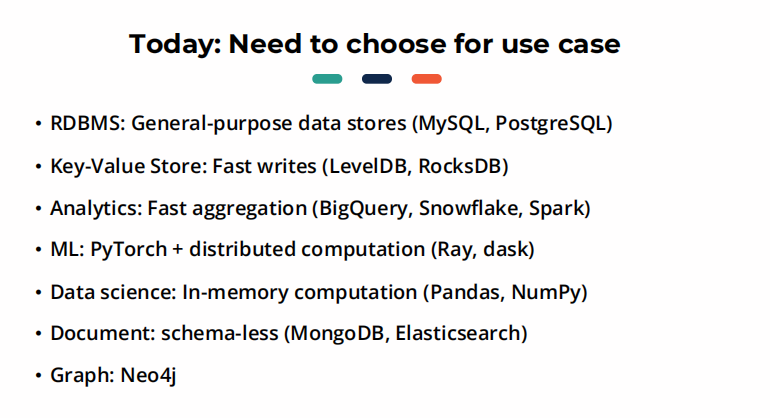 Today: Need to choose for use case
• RDBMS: General-purpose data stores (MySQL, PostgreSQL)
• Key-Value Store: Fast writes (LevelDB, RocksDB)
• Analytics: Fast aggregation (BigQuery, Snowflake, Spark)
• ML: PyTorch + distributed computation (Ray, dask)
• Data science: In-memory computation (Pandas, NumPy)
• Document: schema-less (MongoDB, Elasticsearch)
• Graph: Neo4j